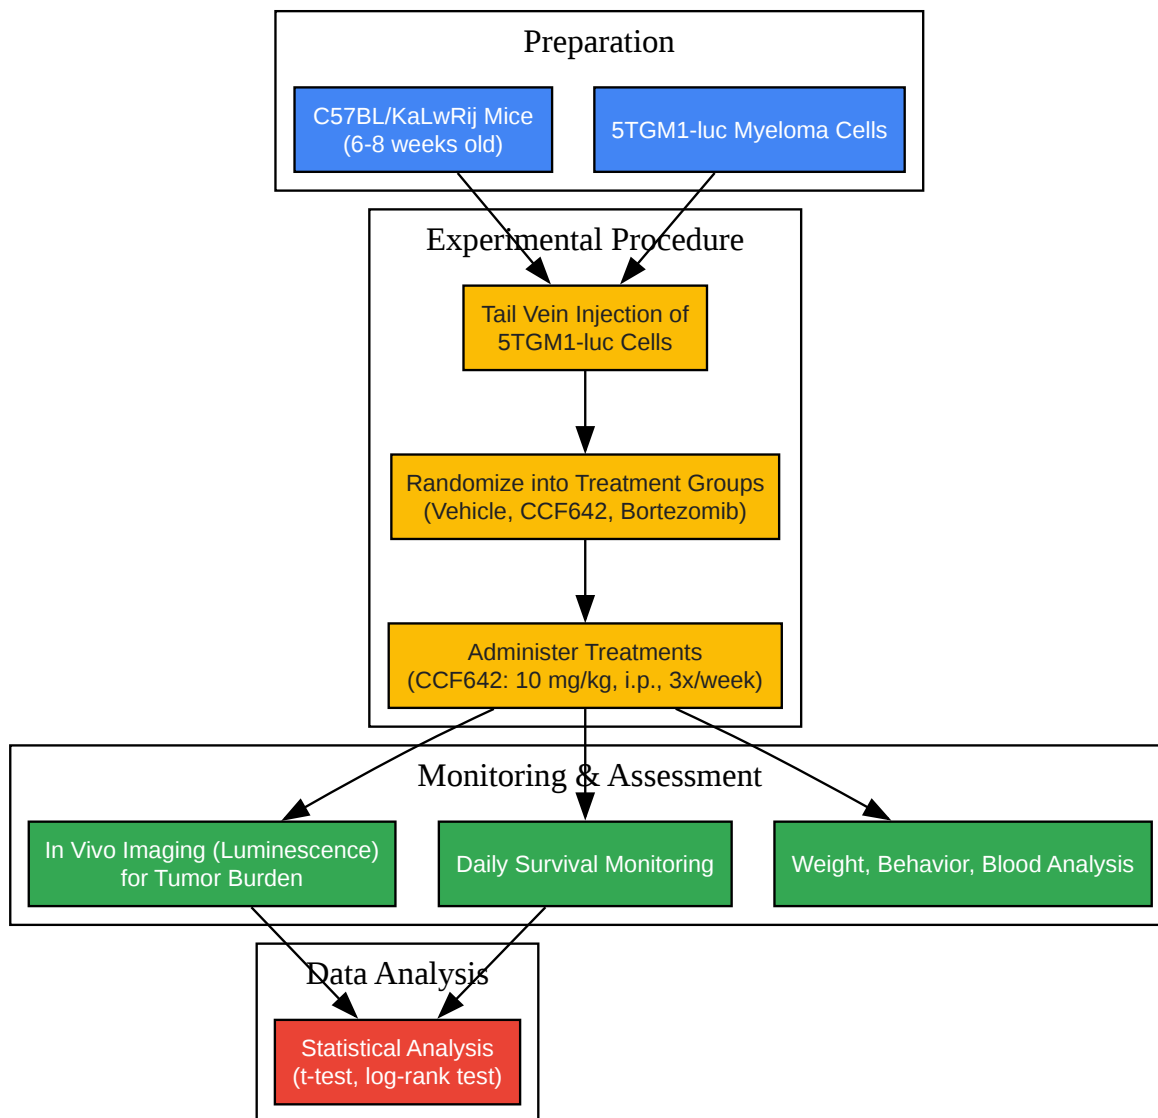 Preparation
C57BL/KaLwRij Mice
(6-8 weeks old)
5TGM1-luc Myeloma Cells
Experimental Procedure
Tail Vein Injection of
5TGM1-luc Cells
Randomize into Treatment Groups
(Vehicle, CCF642, Bortezomib)
Administer Treatments
(CCF642: 10 mg/kg, i.p., 3x/week)
Monitoring & Assessment
In Vivo Imaging (Luminescence)
for Tumor Burden
Daily Survival Monitoring
Weight, Behavior, Blood Analysis
Data Analysis
Statistical Analysis
(t-test, log-rank test)